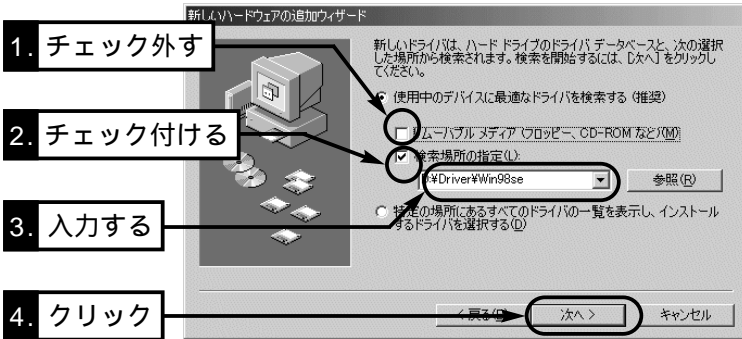 新しいハードウェアの追加ウィザード
1. チェック外す
新しいドライバは、ハード ドライブのドライバ データベースと、次の選択
した場所から検索されます。検索を開始するには、[次へ] をクリックし
てください。
使用中のデバイスに最適なドライバを検索する (推奨)
2. チェック付ける
リムーバブル メディア (フロッピー、CD-ROM など)(M)
検索場所の指定(L):
D:¥Driver¥Win98se
参照(R)
3. 入力する
特定の場所にあるすべてのドライバの一覧を表示し、インストール
するドライバを選択する(D)
4. クリック
< 戻る(B)
次へ >
キャンセル